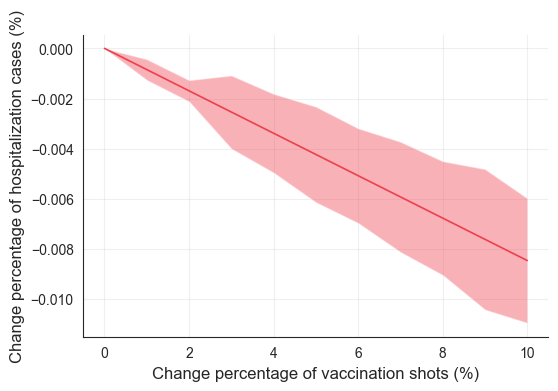 Change percentage of hospitalization cases (%)
0.000
−0.002
−0.004
−0.006
−0.008
−0.010
0 2 4 6 8 10
Change percentage of vaccination shots (%)